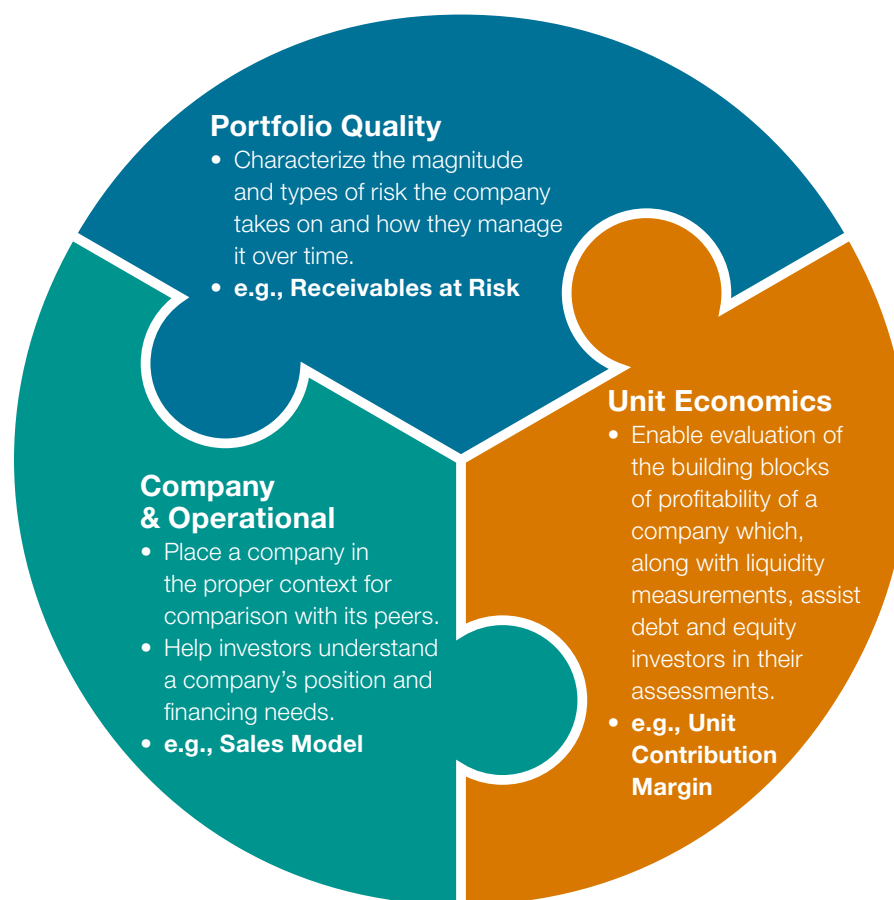 Portfolio Quality
• Characterize the magnitude
and types of risk the company
takes on and how they manage
it over time.
• e.g., Receivables at Risk
Unit Economics
• Enable evaluation of
the building blocks
of profitability of a
company which,
along with liquidity
measurements, assist
debt and equity
investors in their
assessments.
• e.g., Unit
Contribution
Margin
Company
& Operational
• Place a company in
the proper context for
comparison with its peers.
• Help investors understand
a company’s position and
financing needs.
• e.g., Sales Model